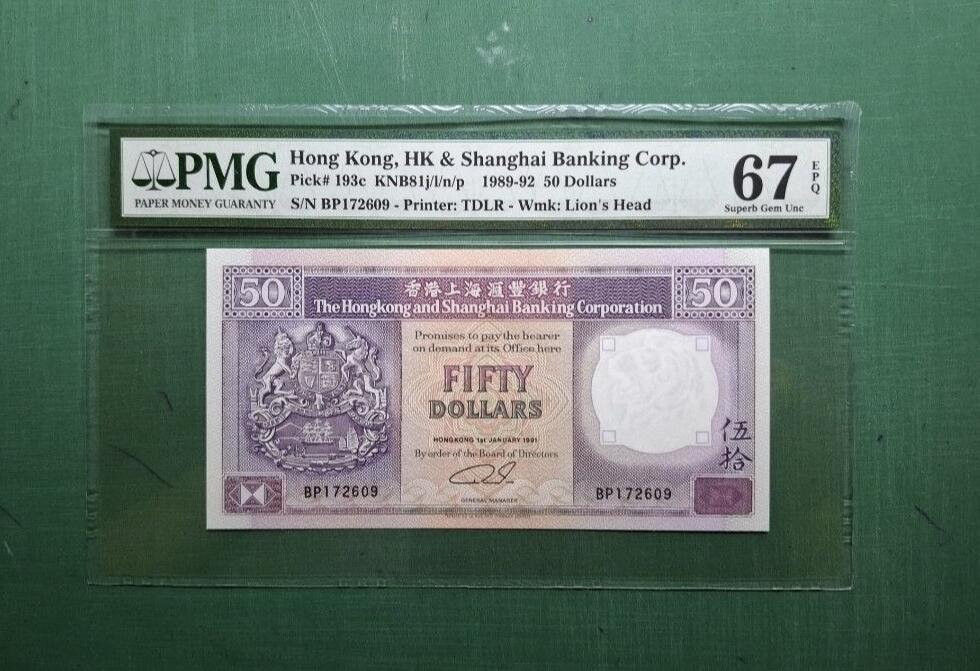 PMG
PAPER MONEY GUARANTY
Hong Kong, HK & Shanghai Banking Corp.
Pick# 193c KNB81j/l/n/p 1989-92 50 Dollars
S/N BP172609 - Printer: TDLR - Wmk: Lion's Head
67
EPQ
Superb Gem Unc
50
香港上海滙豐銀行
50
The Hongkong and Shanghai Banking Corporation
Promises to pay the bearer
on demand at its Office here
FIFTY
DOLLARS
HONGKONG 1st JANUARY 1991
By order of the Board of Directors
GENERAL MANAGER
伍拾
BP172609
BP172609